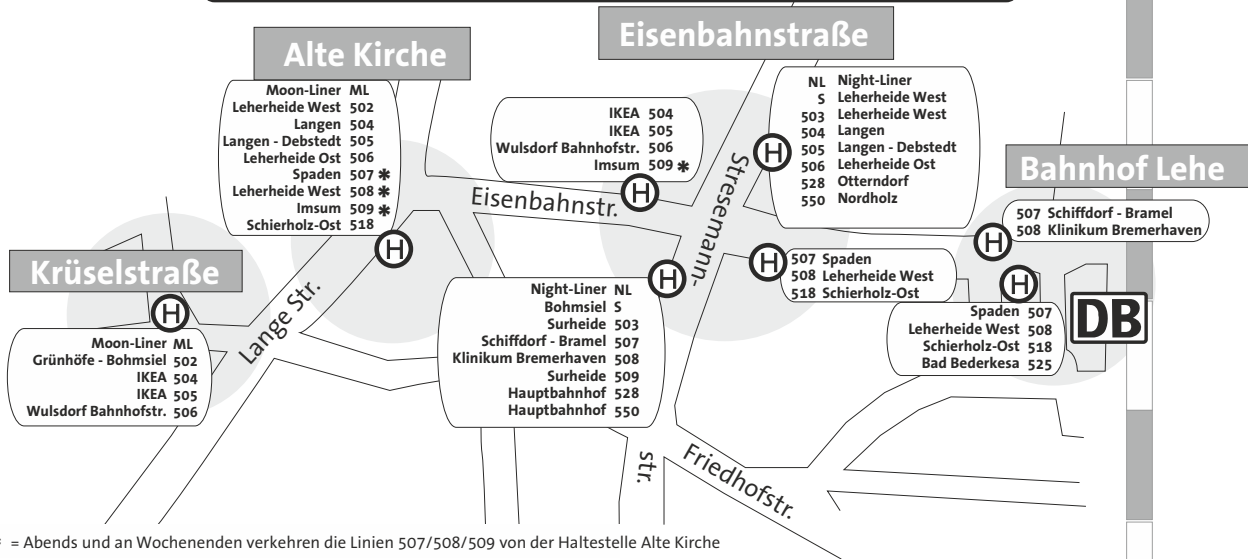 Eisenbahnstraße
Alte Kirche
Moon-Liner ML
Leherheide West 502
Langen 504
Langen - Debstedt 505
Leherheide Ost 506
Spaden 507 *
Leherheide West 508 *
Imsum 509 *
Schierholz-Ost 518
H
IKEA 504
IKEA 505
Wulsdorf Bahnhofstr. 506
Imsum 509 *
H
NL Night-Liner
S Leherheide West
503 Leherheide West
504 Langen
505 Langen - Debstedt
506 Leherheide Ost
528 Otterndorf
550 Nordholz
H
Bahnhof Lehe
507 Schiffdorf - Bramel
508 Klinikum Bremerhaven
H
Eisenbahnstr.
Stresemann-
Krüselstraße
H
Moon-Liner ML
Grünhöfe - Bohmsiel 502
IKEA 504
IKEA 505
Wulsdorf Bahnhofstr. 506
Lange Str.
H
Night-Liner NL
Bohmsiel S
Surheide 503
Schiffdorf - Bramel 507
Klinikum Bremerhaven 508
Surheide 509
Hauptbahnhof 528
Hauptbahnhof 550
H
507 Spaden
508 Leherheide West
518 Schierholz-Ost
H
Spaden 507
Leherheide West 508
Schierholz-Ost 518
Bad Bederkesa 525
DB
str.
Friedhofstr.
* = Abends und an Wochenenden verkehren die Linien 507/508/509 von der Haltestelle Alte Kirche